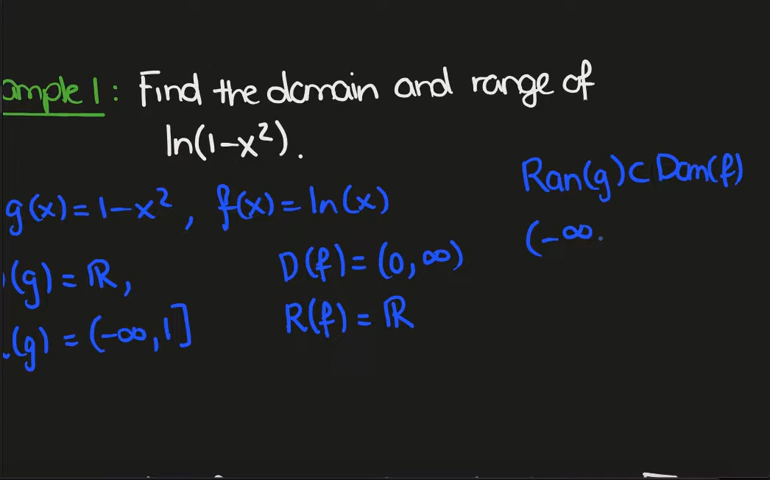 ample 1: Find the domain and range of
ln(1-x²).
g(x) = 1-x², f(x) = ln(x)
Ran(g) ⊂ Dom(f)
(g) = ℝ,
D(f) = (0, ∞)
(-∞.
(g) = (-∞, 1]
R(f) = ℝ